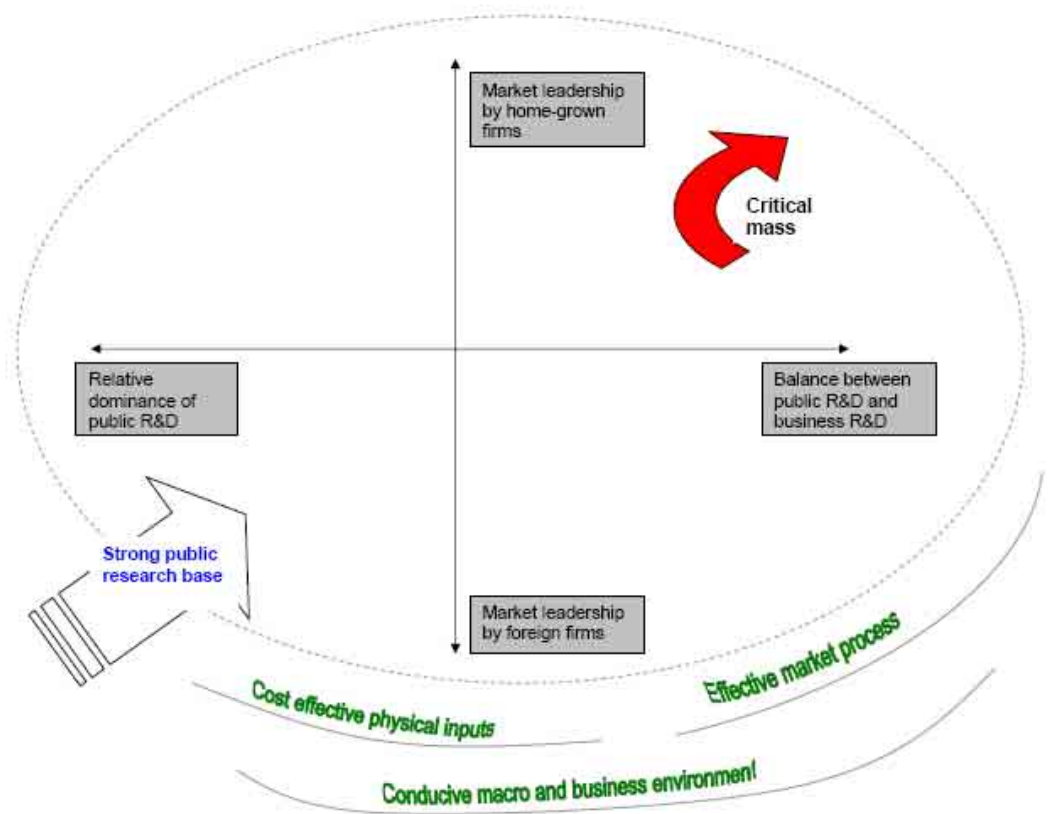 Market leadership
by home-grown
firms
Critical
mass
Relative
dominance of
public R&D
Balance between
public R&D and
business R&D
Strong public
research base
Market leadership
by foreign firms
Cost effective physical inputs
Effective market process
Conducive macro and business environment